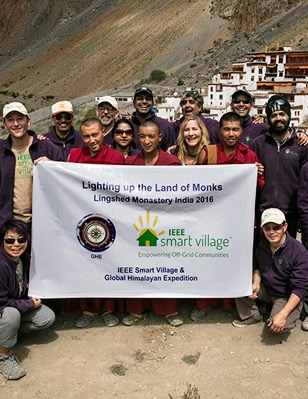 Lighting up the Land of Monks
Lingshed Monastery India 2016
GHE
IEEE
smart village™
Empowering Off-Grid Communities
IEEE Smart Village &
Global Himalayan Expedition